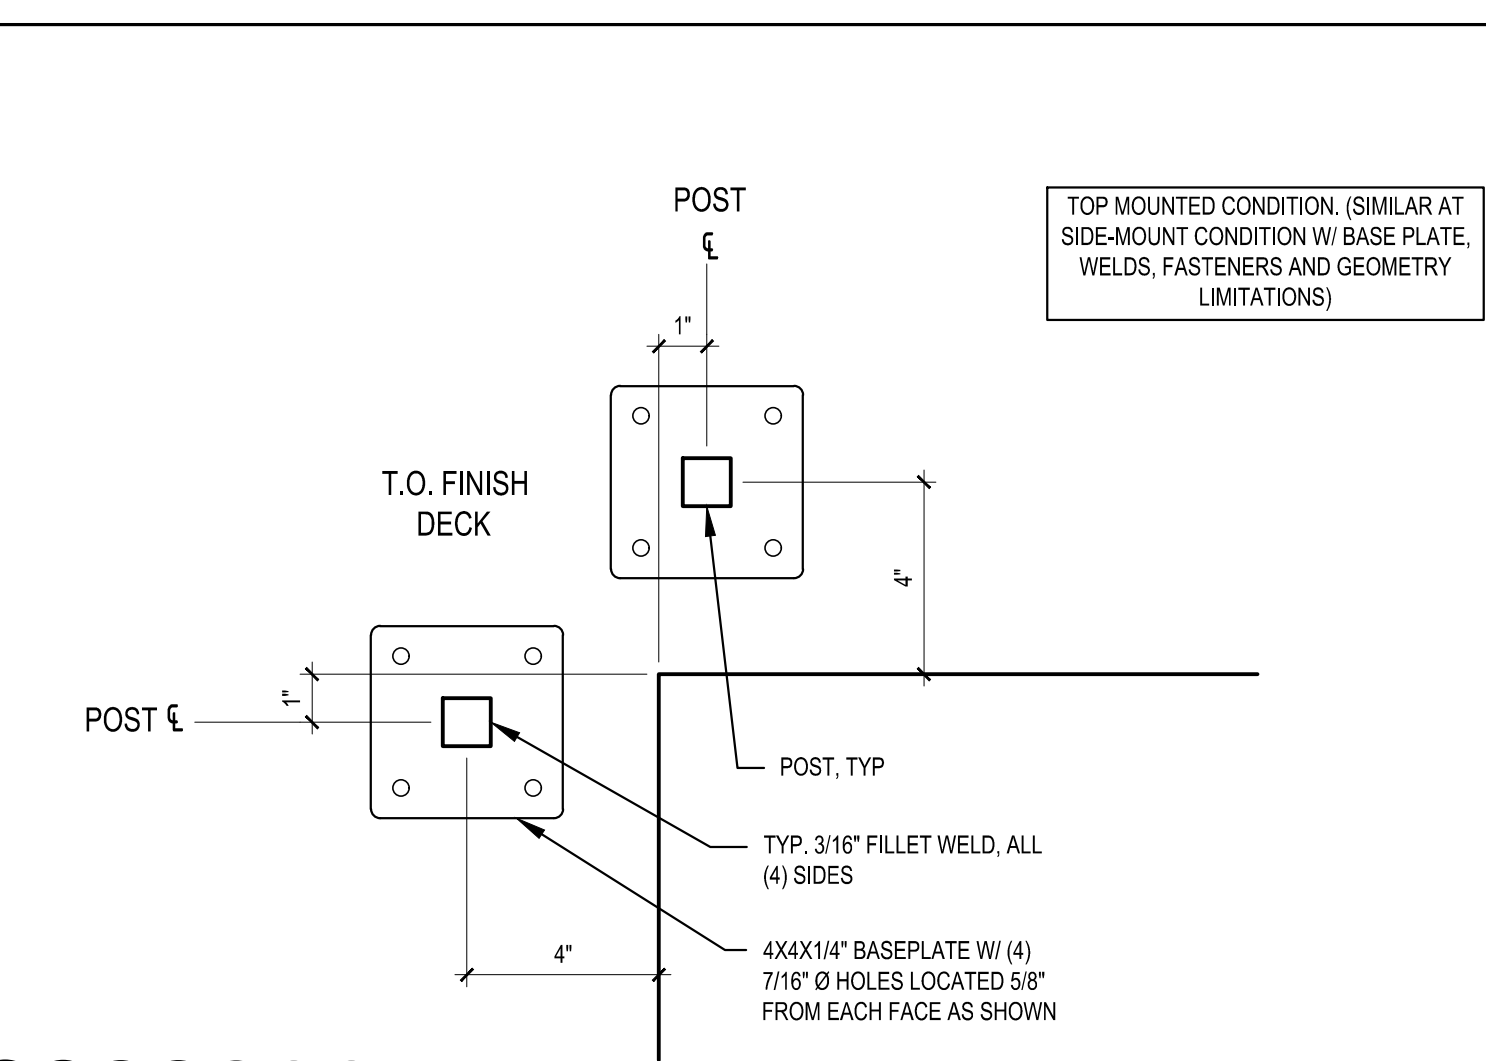 POST
℄
TOP MOUNTED CONDITION. (SIMILAR AT
SIDE-MOUNT CONDITION W/ BASE PLATE,
WELDS, FASTENERS AND GEOMETRY
LIMITATIONS)
1"
T.O. FINISH
DECK
4"
1"
POST ℄
POST, TYP
TYP. 3/16" FILLET WELD, ALL
(4) SIDES
4"
4X4X1/4" BASEPLATE W/ (4)
7/16" Ø HOLES LOCATED 5/8"
FROM EACH FACE AS SHOWN